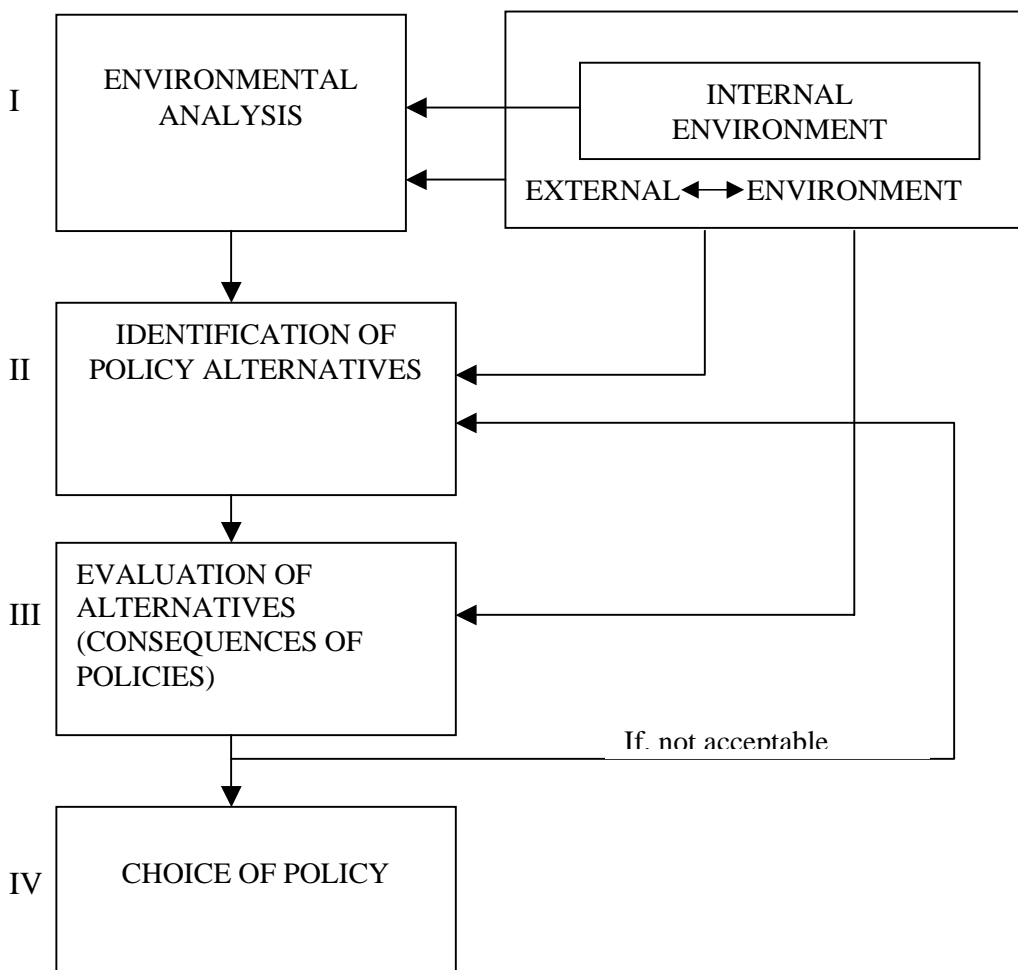 I
ENVIRONMENTAL
ANALYSIS
INTERNAL
ENVIRONMENT
EXTERNAL ENVIRONMENT
II
IDENTIFICATION OF
POLICY ALTERNATIVES
III
EVALUATION OF
ALTERNATIVES
(CONSEQUENCES OF
POLICIES)
If, not acceptable
IV
CHOICE OF POLICY